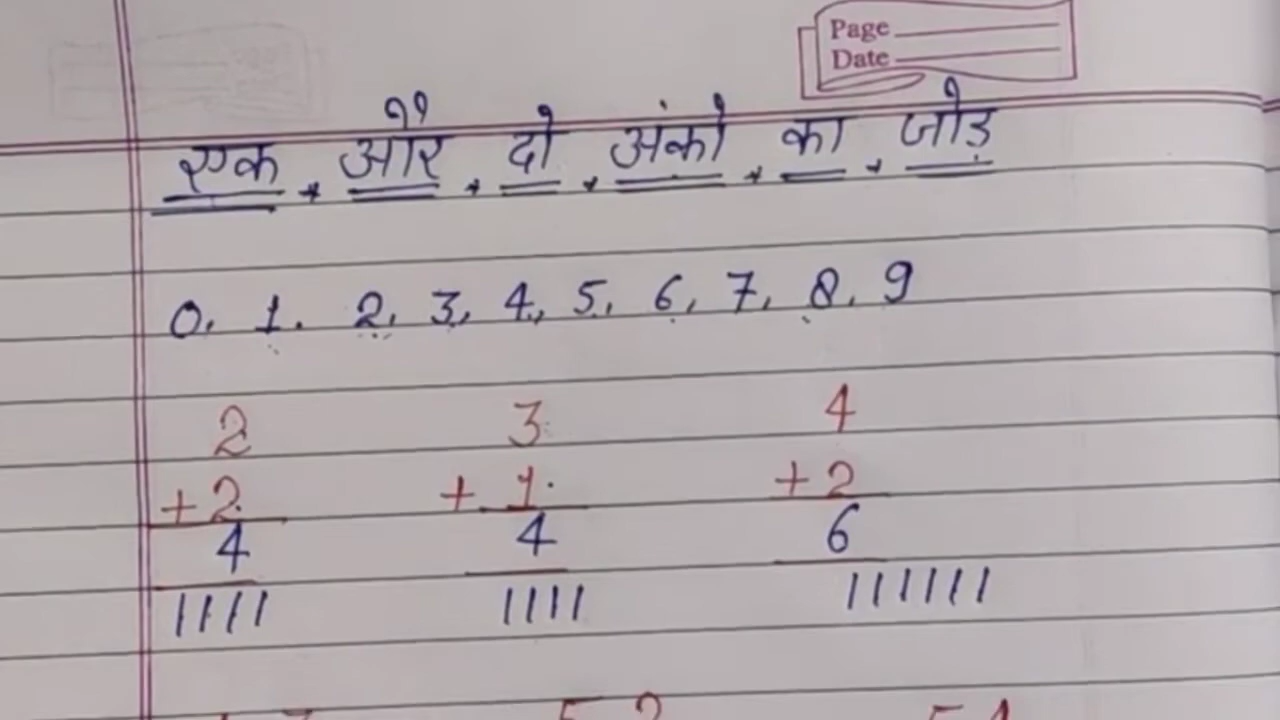 Page
Date
एक और दो अंको का जोड़
0, 1, 2, 3, 4, 5, 6, 7, 8, 9
2 3 4
+2 +1 +2
4 4 6
|||| |||| ||||||